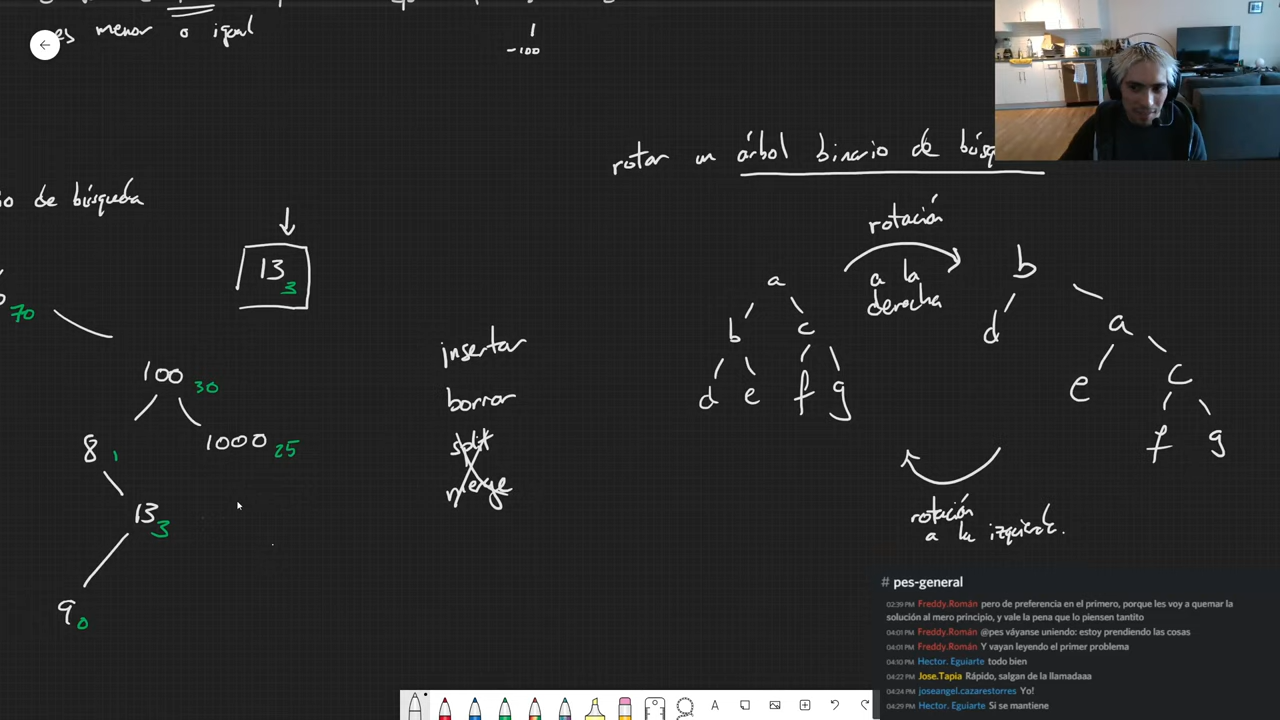 es menor o igual
1
-100
rotar un árbol binario de
de búsqueda
13
3
70
100 30
8 1
1000 25
13 3
9 0
insertar
borrar
split
merge
rotación
a la
derecha
a
b c
d e f g
b
d a
e c
f g
rotación
a la
# pes-general
02:39 PM Freddy.Román pero de preferencia en el primero, porque les voy a quemar la
solución al mero principio, y vale la pena que lo piensen tantito
04:01 PM Freddy.Román @pes váyanse uniendo: estoy prendiendo las cosas
04:01 PM Freddy.Román Y vayan leyendo el primer problema
04:10 PM Hector. Eguiarte todo bien
04:22 PM Jose.Tapia Rápido, salgan de la llamadaaa
04:24 PM joseangel.cazarestorres Yo!
04:29 PM Hector. Eguiarte Si se mantiene
A